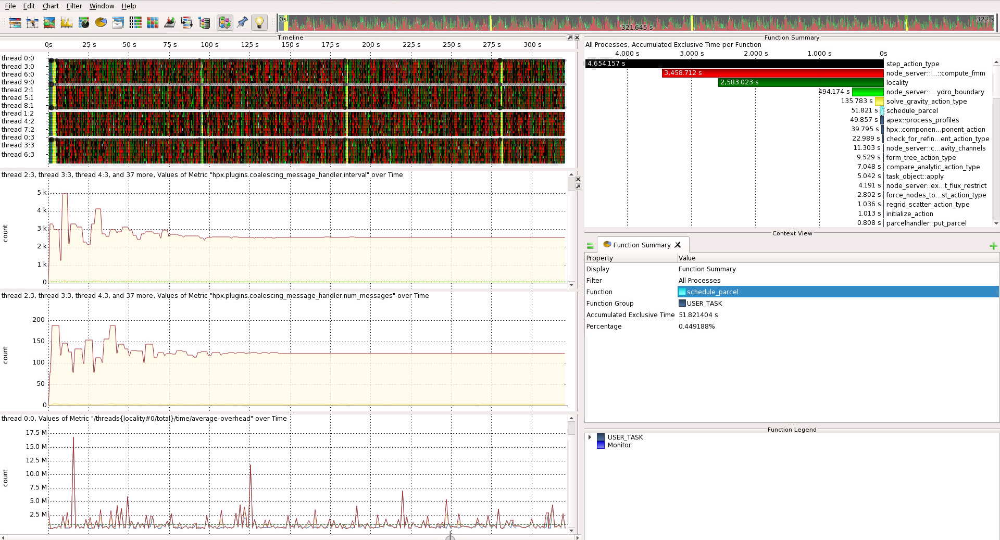 File Edit Chart Filter Window Help
0s 321.645 s 322 s
Timeline
0s 25 s 50 s 75 s 100 s 125 s 150 s 175 s 200 s 225 s 250 s 275 s 300 s
thread 0:0
thread 3:0
thread 6:0
thread 9:0
thread 2:1
thread 5:1
thread 8:1
thread 1:2
thread 4:2
thread 7:2
thread 0:3
thread 3:3
thread 6:3
thread 2:3, thread 3:3, thread 4:3, and 37 more, Values of Metric "hpx.plugins.coalescing_message_handler.interval" over Time
5 k
4 k
3 k
2 k
1 k
0
count
thread 2:3, thread 3:3, thread 4:3, and 37 more, Values of Metric "hpx.plugins.coalescing_message_handler.num_messages" over Time
200
150
100
50
0
count
thread 0:0, Values of Metric "/threads{locality#0/total}/time/average-overhead" over Time
17.5 M
15.0 M
12.5 M
10.0 M
7.5 M
5.0 M
2.5 M
count
Function Summary
All Processes, Accumulated Exclusive Time per Function
4,000 s 3,000 s 2,000 s 1,000 s 0s
4,654.157 s step_action_type
3,458.712 s node_server::...::compute_fmm
2,583.023 s locality
494.174 s node_server::...ydro_boundary
135.783 s solve_gravity_action_type
51.821 s schedule_parcel
49.857 s apex::process_profiles
39.795 s hpx::componen...ponent_action
22.989 s check_for_refin...ent_action_type
11.303 s node_server::c...avity_channels
9.529 s form_tree_action_type
7.048 s compare_analytic_action_type
5.042 s task_object::apply
4.191 s node_server::ex...t_flux_restrict
2.802 s force_nodes_to...st_action_type
1.036 s regrid_scatter_action_type
1.013 s initialize_action
0.808 s parcelhandler::put_parcel
Context View
Function Summary
Property Value
Display Function Summary
Filter All Processes
Function schedule_parcel
Function Group USER_TASK
Accumulated Exclusive Time 51.821404 s
Percentage 0.449188%
Function Legend
USER_TASK
Monitor